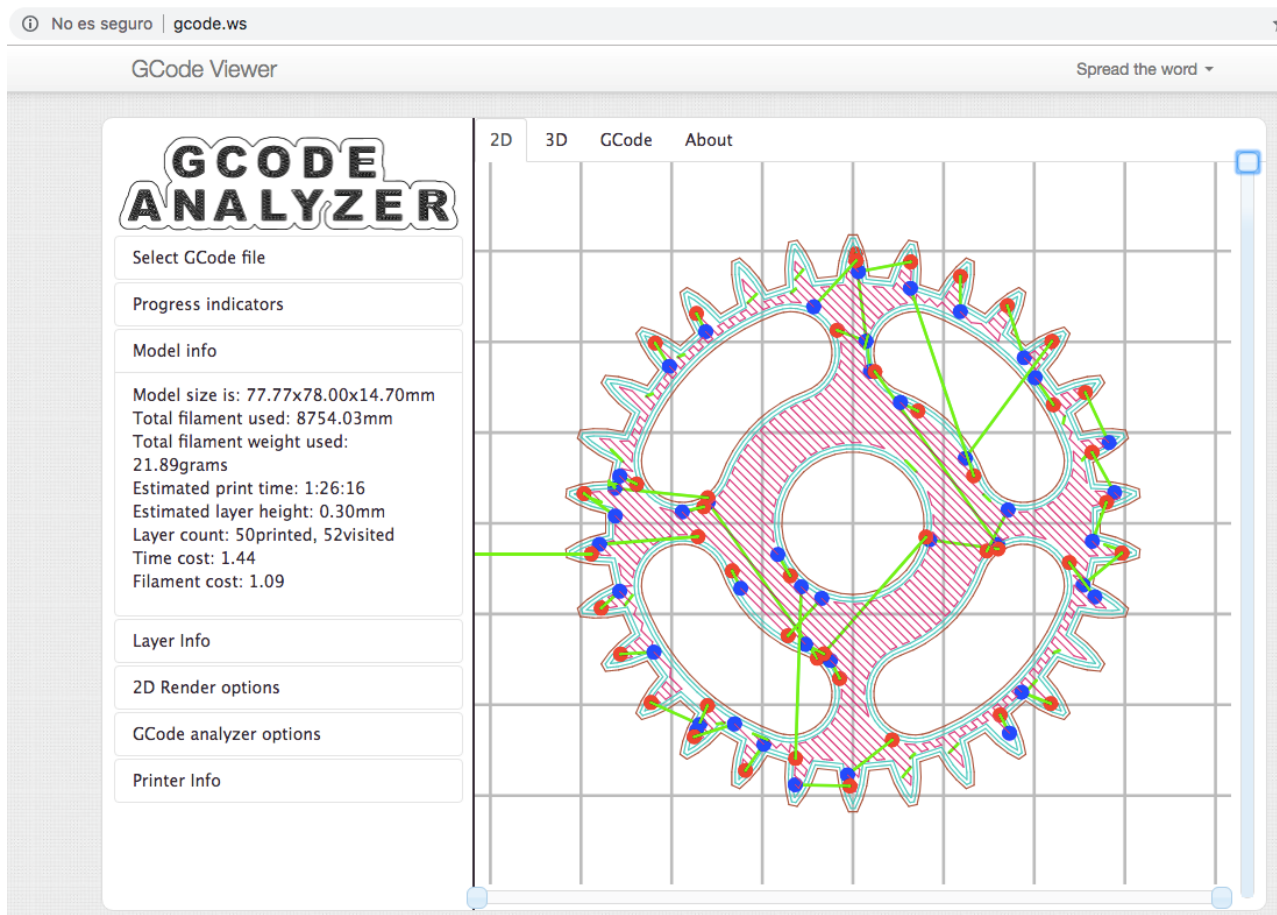 No es seguro | gcode.ws
GCode Viewer
Spread the word
GCODE
ANALYZER
2D 3D GCode About
Select GCode file
Progress indicators
Model info
Model size is: 77.77x78.00x14.70mm
Total filament used: 8754.03mm
Total filament weight used:
21.89grams
Estimated print time: 1:26:16
Estimated layer height: 0.30mm
Layer count: 50printed, 52visited
Time cost: 1.44
Filament cost: 1.09
Layer Info
2D Render options
GCode analyzer options
Printer Info